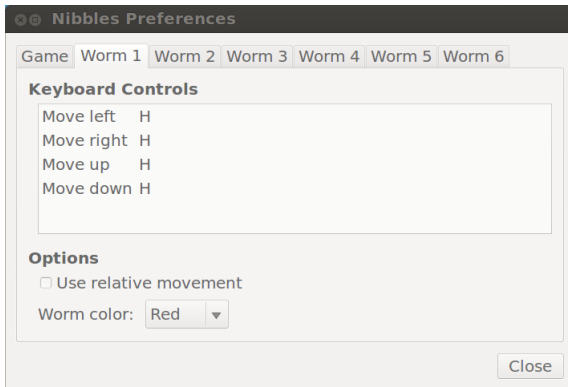 Nibbles Preferences
Game Worm 1 Worm 2 Worm 3 Worm 4 Worm 5 Worm 6
Keyboard Controls
Move left H
Move right H
Move up H
Move down H
Options
Use relative movement
Worm color: Red
Close